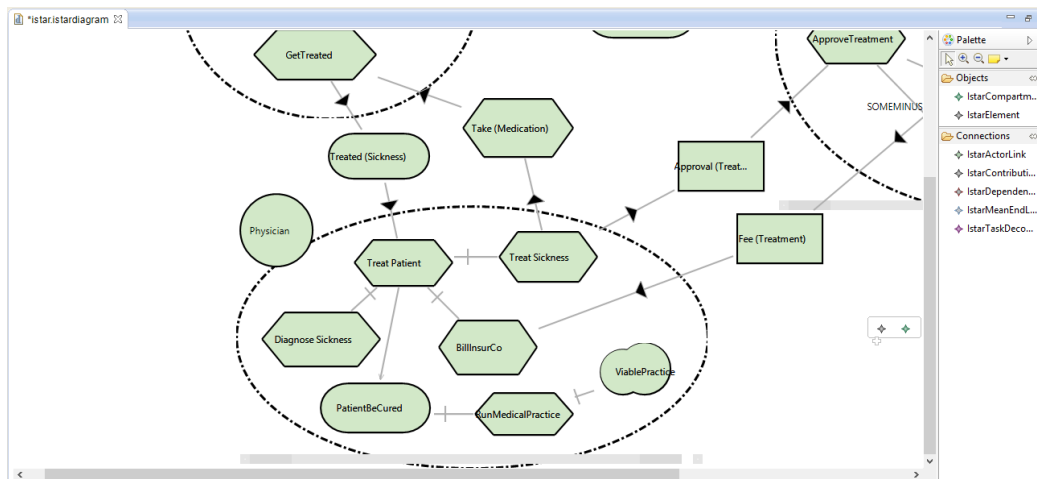 *istar.istardiagram
GetTreated
ApproveTreatment
Palette
Objects
IstarCompartm...
IstarElement
Connections
IstarActorLink
IstarContributi...
IstarDependen...
IstarMeanEndL...
IstarTaskDeco...
SOMEMINUS
Take (Medication)
Treated (Sickness)
Approval (Treat...
Physician
Fee (Treatment)
Treat Patient
Treat Sickness
Diagnose Sickness
BillInsurCo
ViablePractice
PatientBeCured
RunMedicalPractice